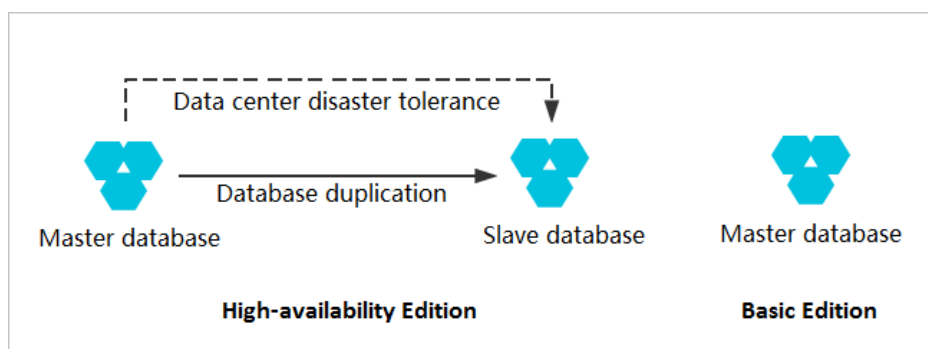 Data center disaster tolerance
Database duplication
Master database
Slave database
Master database
High-availability Edition
Basic Edition